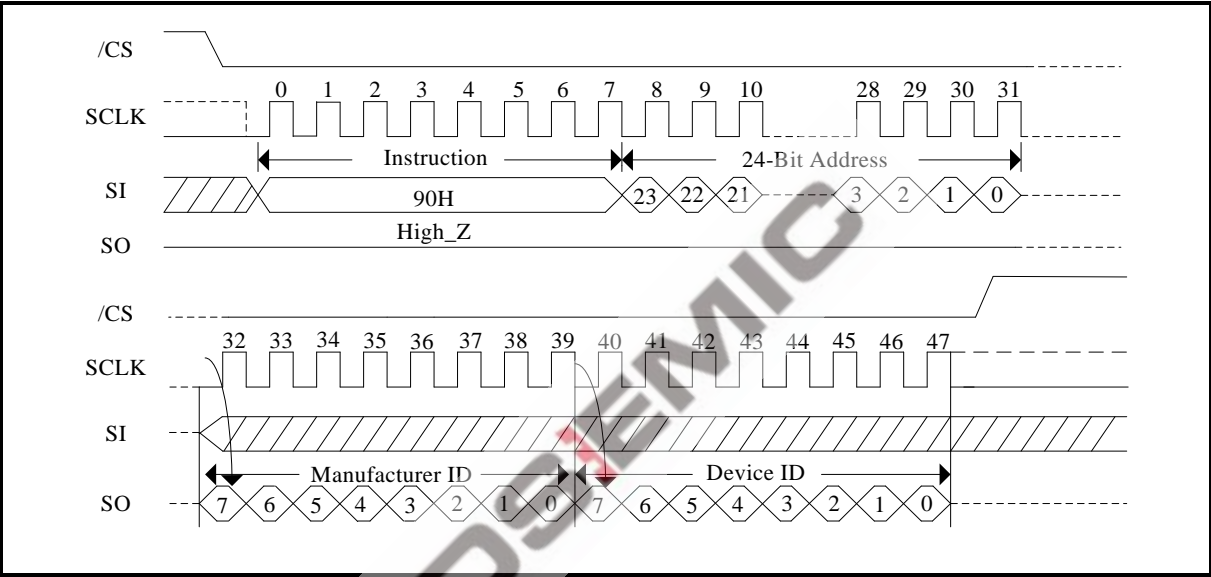 /CS
0 1 2 3 4 5 6 7 8 9 10 28 29 30 31
SCLK
Instruction 24-Bit Address
SI 90H 23 22 21 3 2 1 0
High_Z
SO
/CS
32 33 34 35 36 37 38 39 40 41 42 43 44 45 46 47
SCLK
SI
Manufacturer ID Device ID
SO 7 6 5 4 3 2 1 0 7 6 5 4 3 2 1 0